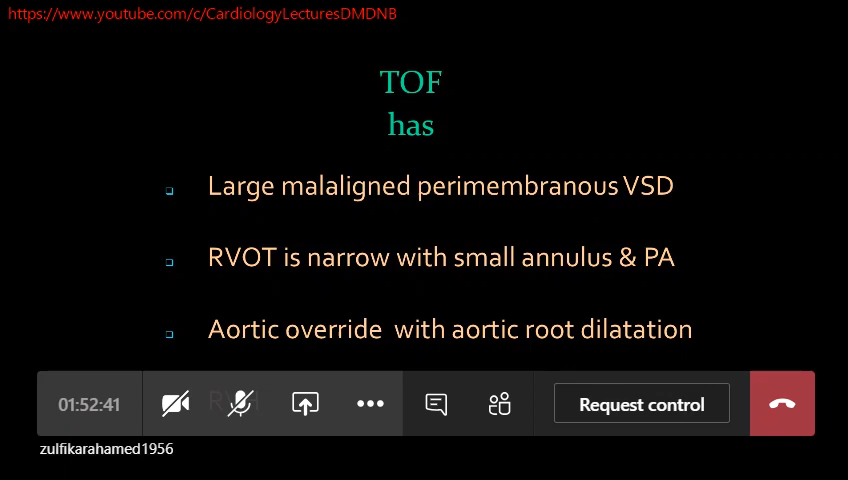 https://www.youtube.com/c/CardiologyLecturesDMDNB
TOF
has
Large malaligned perimembranous VSD
RVOT is narrow with small annulus & PA
Aortic override with aortic root dilatation
RVH
01:52:41
Request control
zulfikarahamed1956